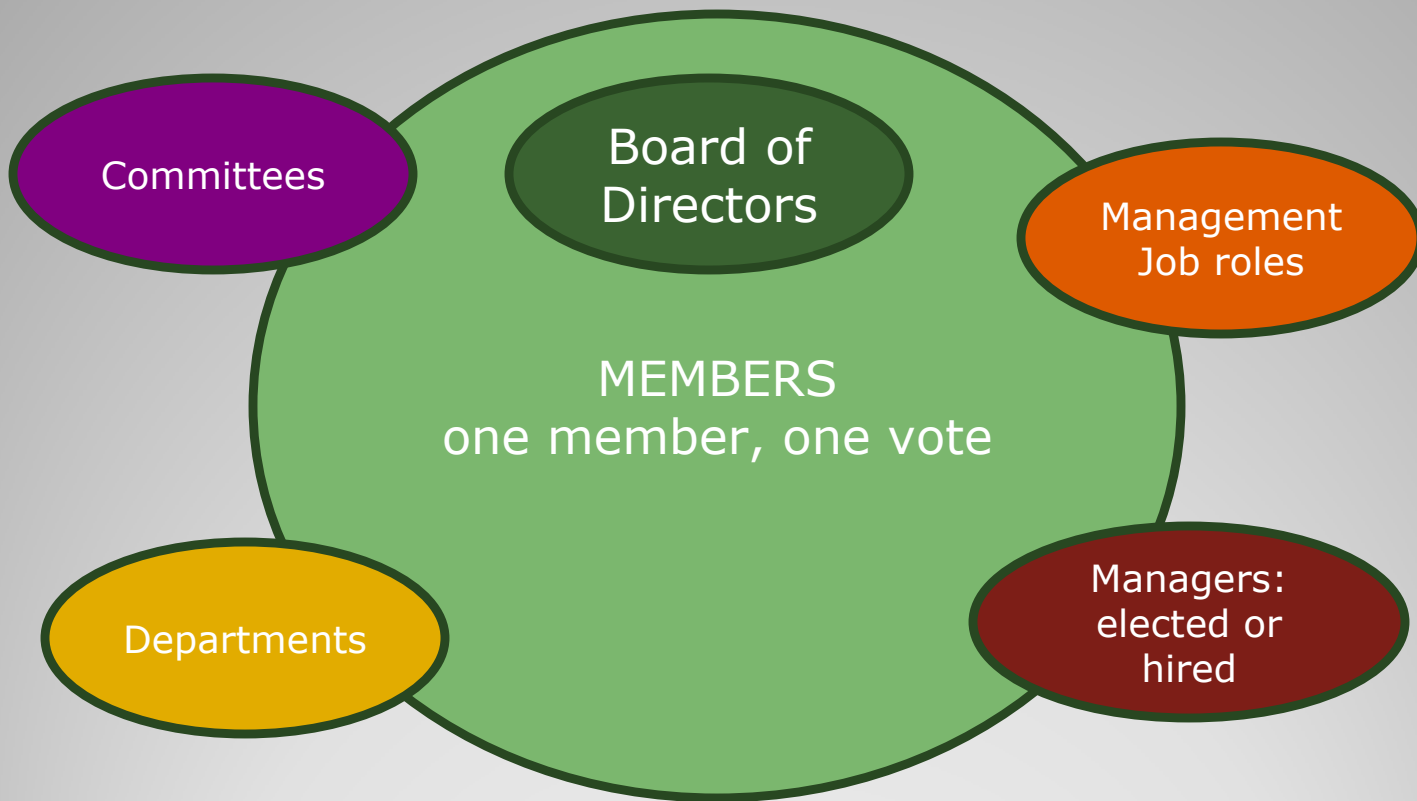 Committees
Board of
Directors
Management
Job roles
MEMBERS
one member, one vote
Departments
Managers:
elected or
hired